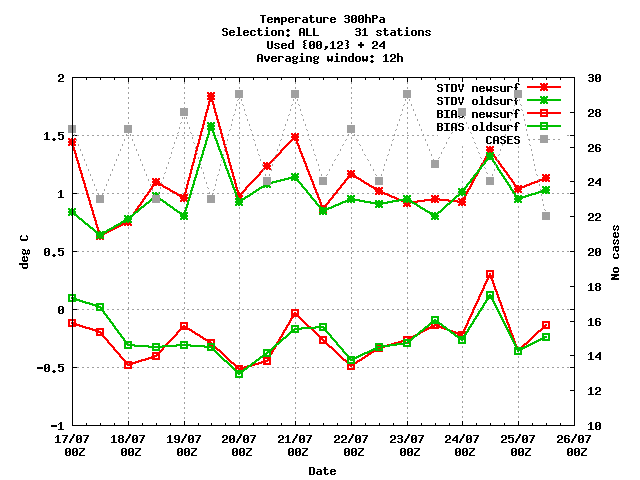 Temperature 300hPa
Selection: ALL 31 stations
Used {00,12} + 24
Averaging window: 12h
STDV newsurf
STDV oldsurf
BIAS newsurf
BIAS oldsurf
CASES
2
1.5
1
0.5
0
-0.5
-1
deg C
30
28
26
24
22
20
18
16
14
12
10
No cases
17/07 18/07 19/07 20/07 21/07 22/07 23/07 24/07 25/07 26/07
00Z 00Z 00Z 00Z 00Z 00Z 00Z 00Z 00Z 00Z
Date